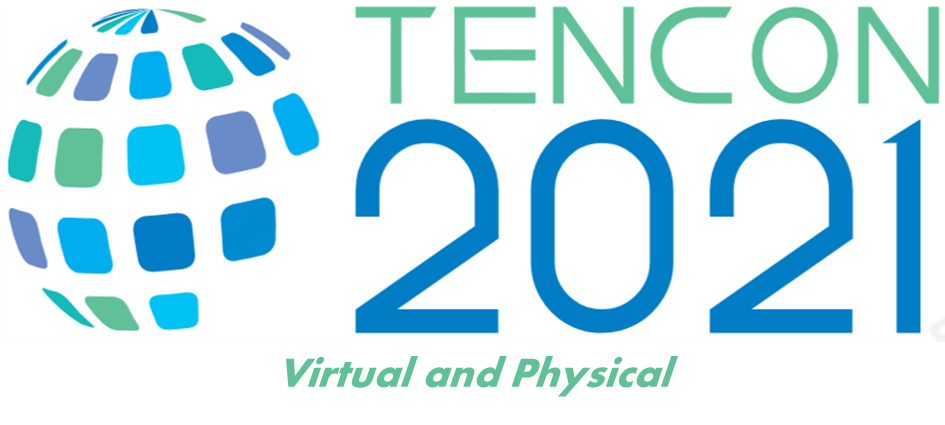 TENCON
2021
Virtual and Physical